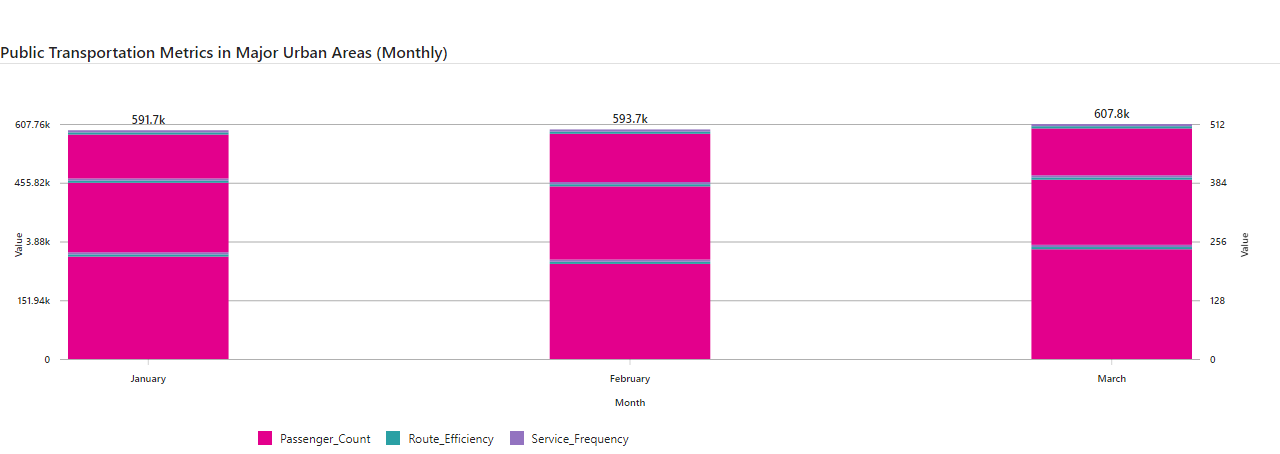 Public Transportation Metrics in Major Urban Areas (Monthly)
591.7k
593.7k
607.8k
607.76k
512
455.82k
384
3.88k
256
Value
Value
151.94k
128
0
0
January
February
March
Month
Passenger_Count
Route_Efficiency
Service_Frequency